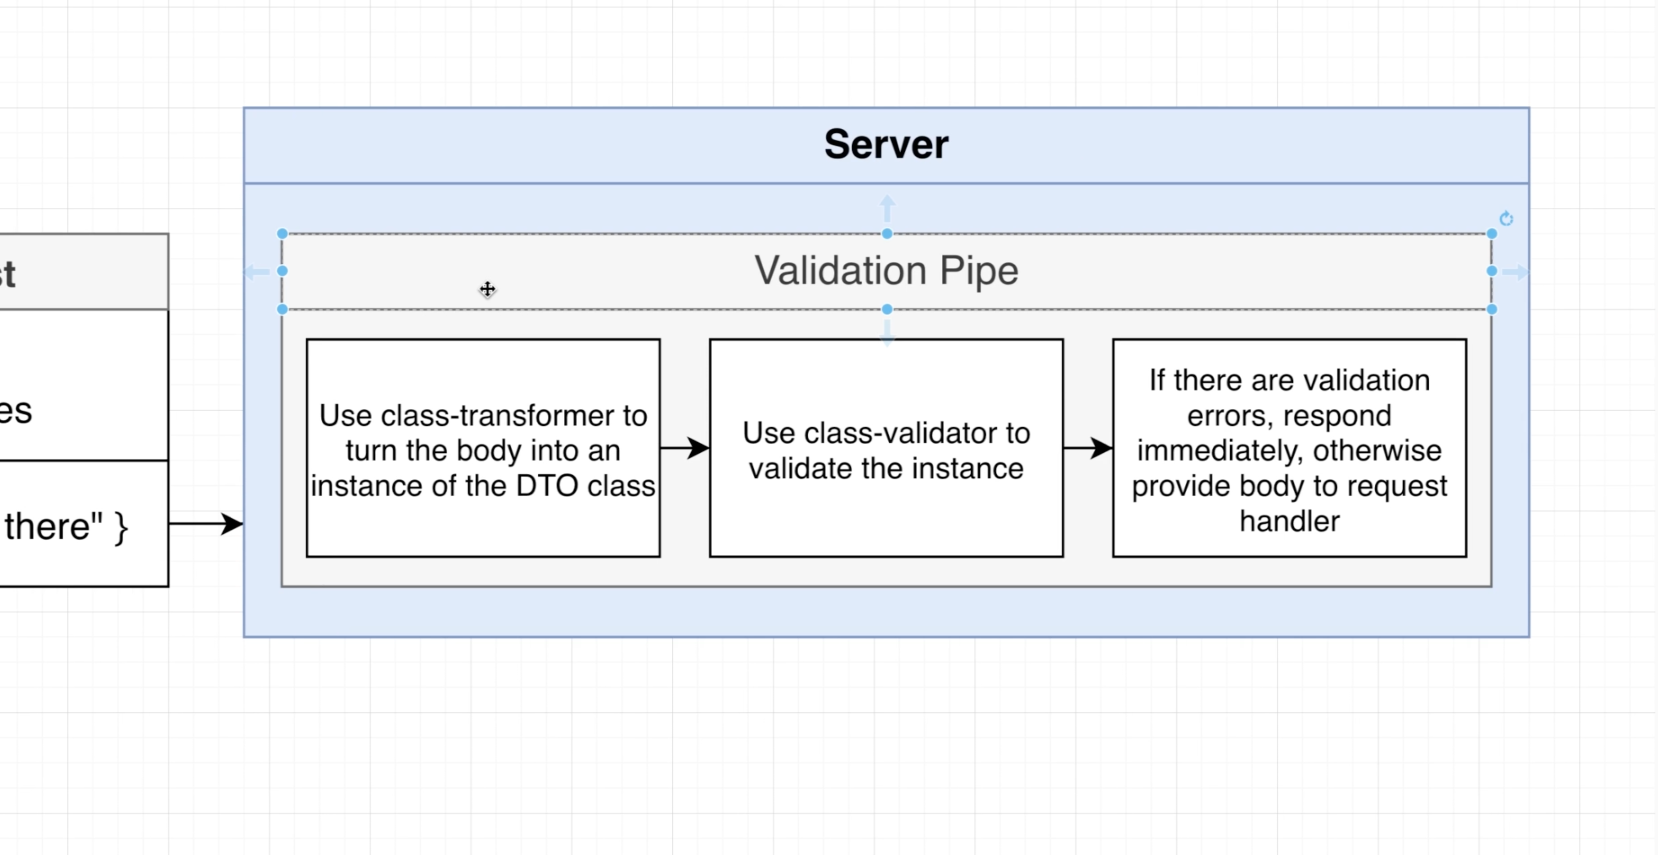 Server
st
Validation Pipe
es
there" }
Use class-transformer to
turn the body into an
instance of the DTO class
Use class-validator to
validate the instance
If there are validation
errors, respond
immediately, otherwise
provide body to request
handler